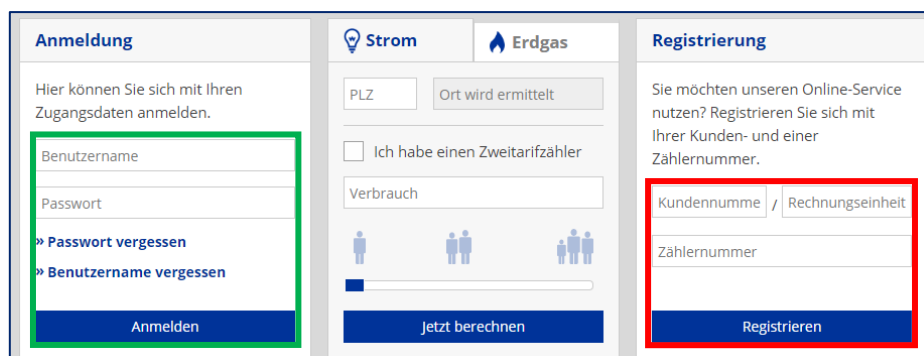 Anmeldung
Hier können Sie sich mit Ihren
Zugangsdaten anmelden.
Benutzername
Passwort
» Passwort vergessen
» Benutzername vergessen
Anmelden
Strom
Erdgas
PLZ
Ort wird ermittelt
Ich habe einen Zweitarifzähler
Verbrauch
Jetzt berechnen
Registrierung
Sie möchten unseren Online-Service
nutzen? Registrieren Sie sich mit
Ihrer Kunden- und einer
Zählernummer.
Kundennumme / Rechnungseinheit
Zählernummer
Registrieren